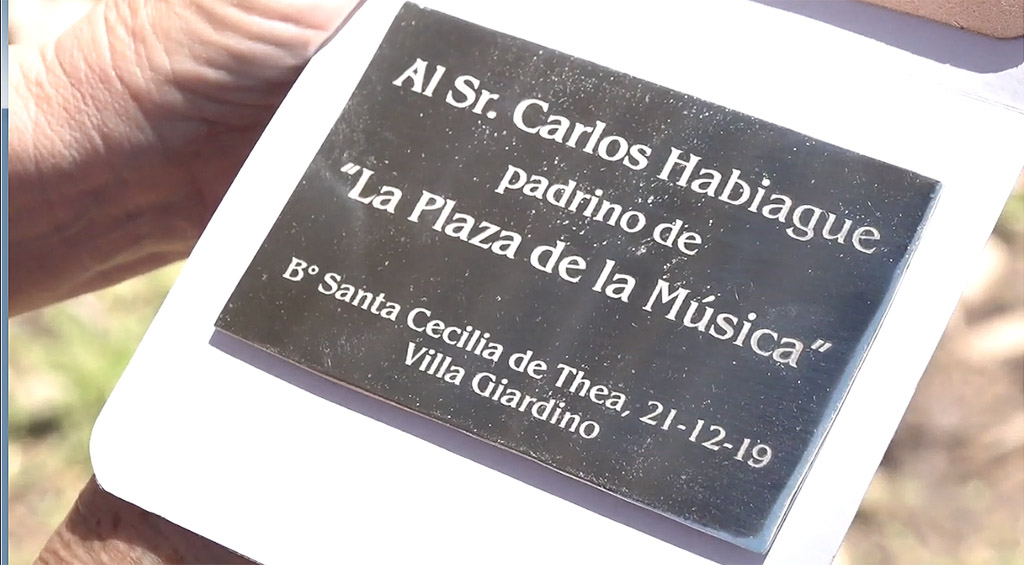 Al Sr. Carlos Habiague
padrino de
"La Plaza de la Música"
B° Santa Cecilia de Thea, 21-12-19
Villa Giardino